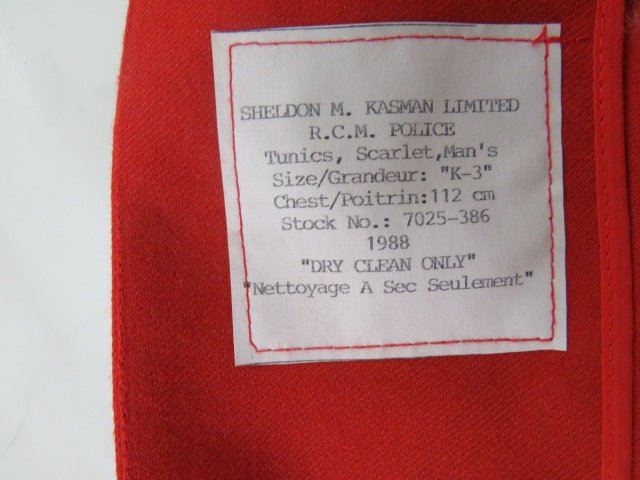 SHELDON M. KASMAN LIMITED
R.C.M. POLICE
Tunics, Scarlet,Man's
Size/Grandeur: "K-3"
Chest/Poitrin:112 cm
Stock No.: 7025-386
1988
"DRY CLEAN ONLY"
"Nettoyage A Sec Seulement"